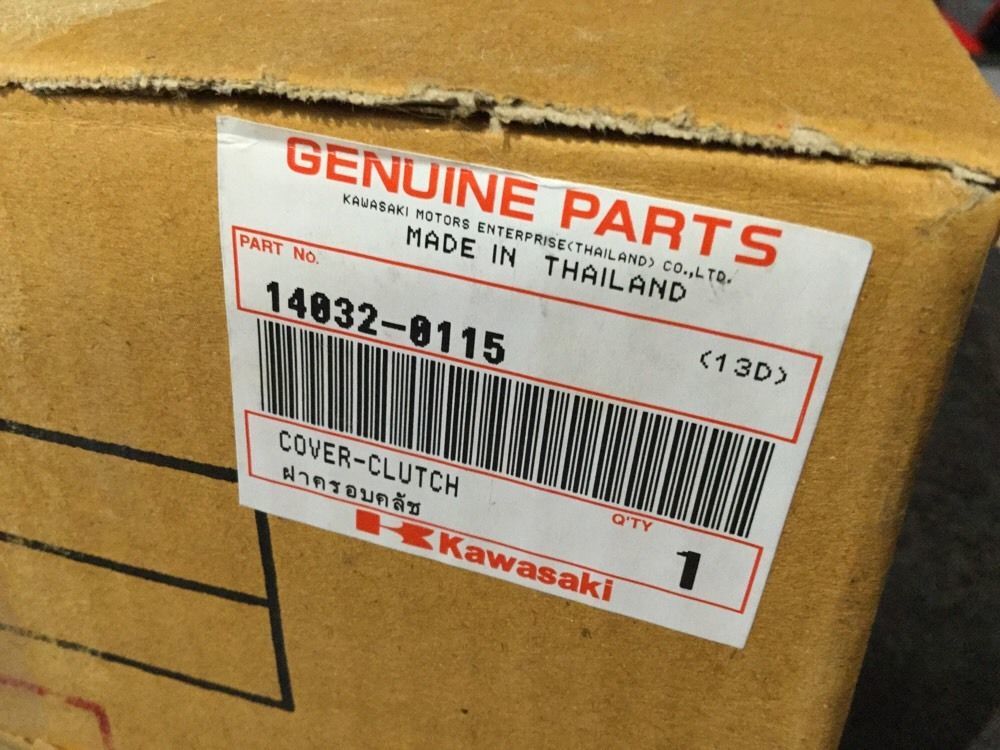 GENUINE PARTS
KAWASAKI MOTORS ENTERPRISE(THAILAND) CO.,LTD.
MADE IN THAILAND
PART No.
14032-0115
(13D)
COVER-CLUTCH
ฝาครอบคลัช
Q'TY
1
Kawasaki